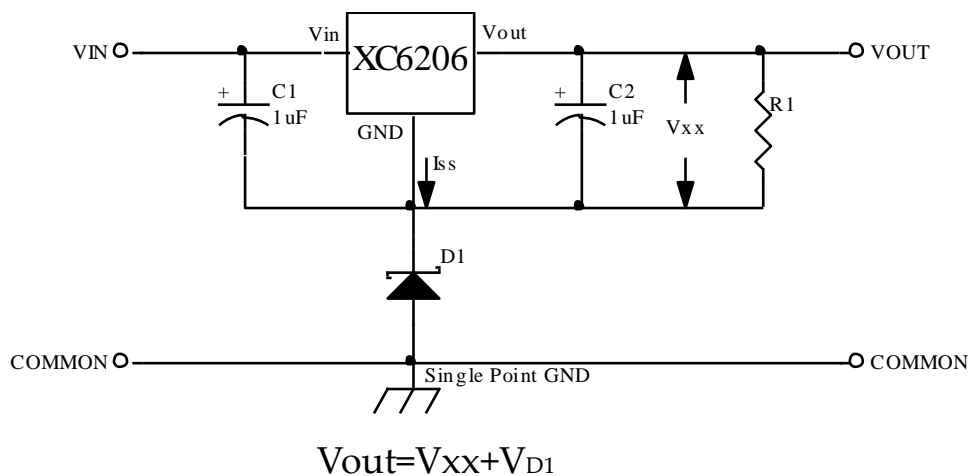 VIN
Vin
XC6206
Vout
VOUT
+
C1
1uF
GND
+
C2
1uF
Vxx
R1
Iss
D1
COMMON
COMMON
Single Point GND
Vout=Vxx+VD1